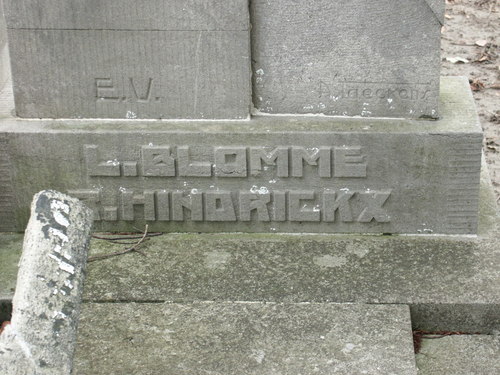 E.V.
L. BLOMME
HINDRICKX